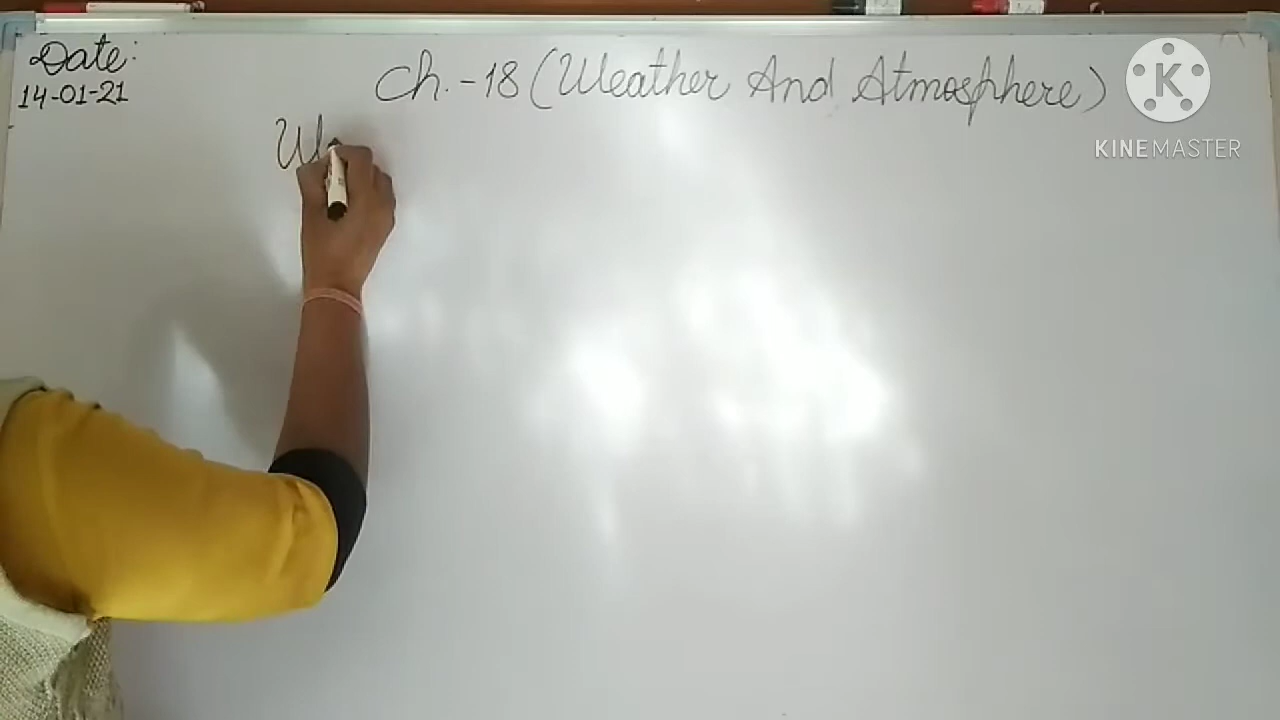 Date:
14-01-21
Ch.-18 (Weather And Atmosphere)
W
KINEMASTER